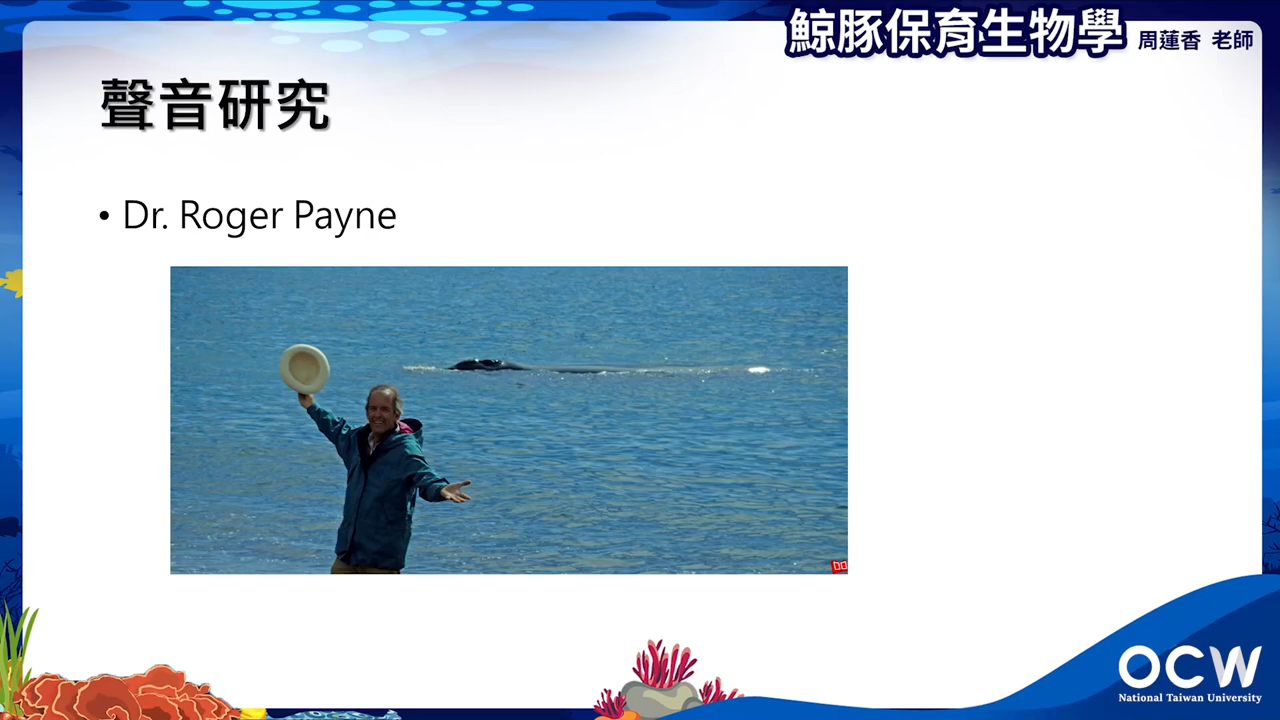 鯨豚保育生物學 周蓮香 老師
聲音研究
• Dr. Roger Payne
OCW
National Taiwan University